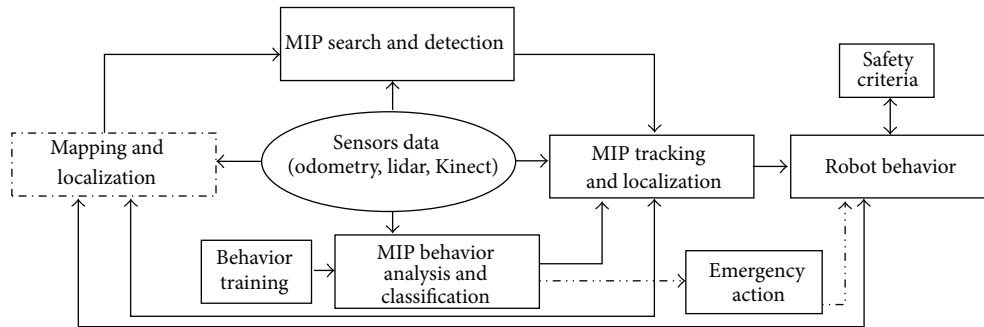 MIP search and detection
Safety
criteria
Sensors data
(odometry, lidar, Kinect)
Mapping and
localization
MIP tracking
and localization
Robot behavior
Behavior
training
MIP behavior
analysis and
classification
Emergency
action